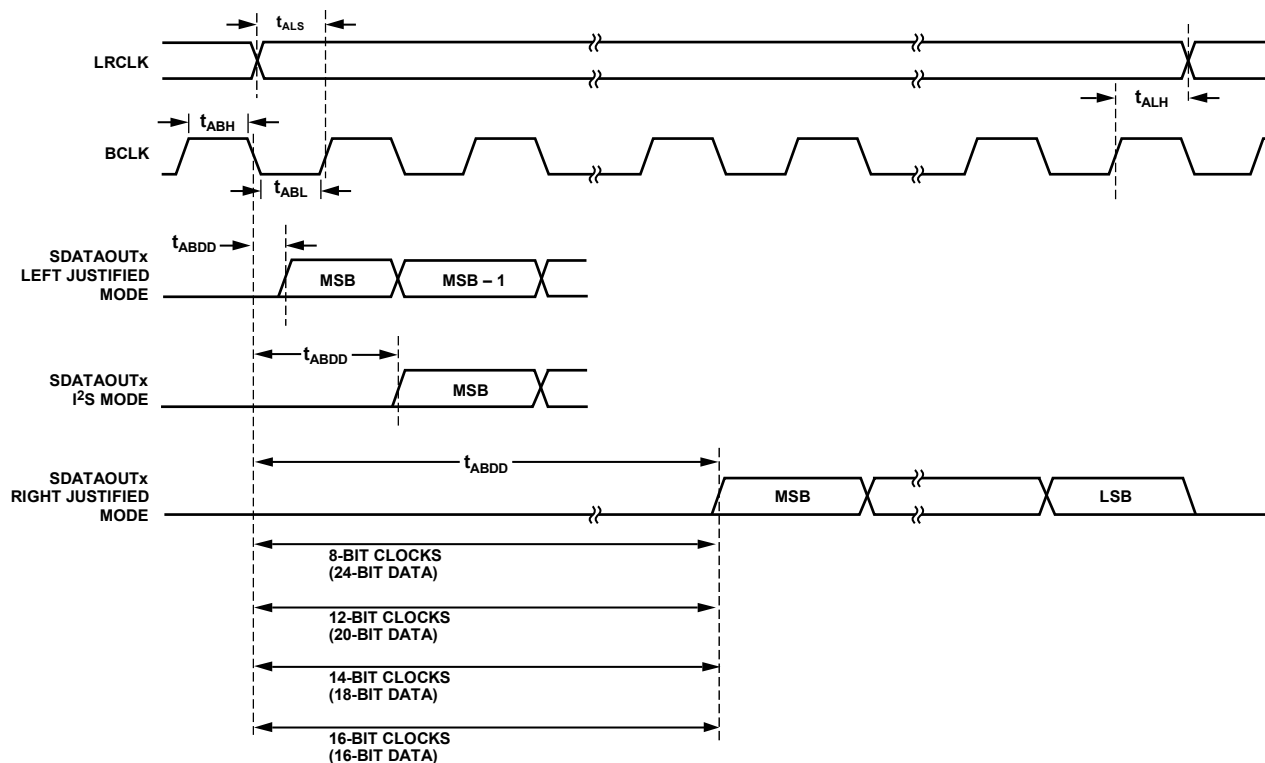 tALS
LRCLK
tALH
tABH
BCLK
tABL
tABDD
SDATAOUTx
LEFT JUSTIFIED
MODE
MSB
MSB – 1
tABDD
SDATAOUTx
I²S MODE
MSB
tABDD
SDATAOUTx
RIGHT JUSTIFIED
MODE
MSB
LSB
8-BIT CLOCKS
(24-BIT DATA)
12-BIT CLOCKS
(20-BIT DATA)
14-BIT CLOCKS
(18-BIT DATA)
16-BIT CLOCKS
(16-BIT DATA)